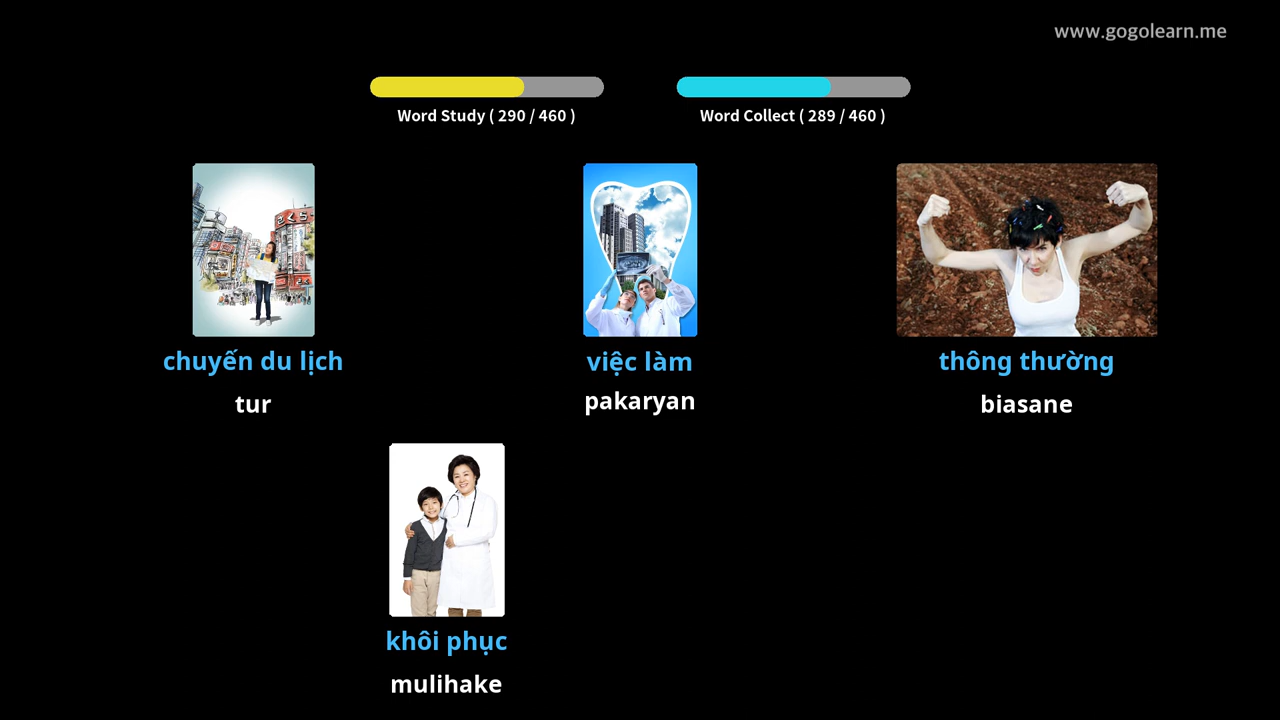 www.gogolearn.me
Word Study ( 290 / 460 )
Word Collect ( 289 / 460 )
chuyến du lịch
việc làm
thông thường
tur
pakaryan
biasane
khôi phục
mulihake